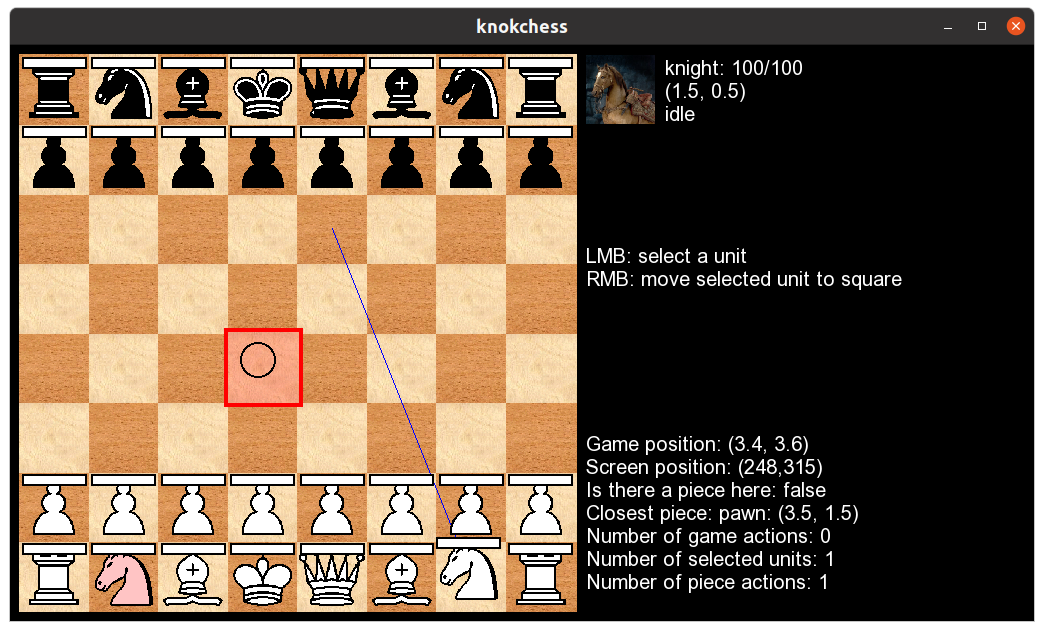 knokchess
knight: 100/100
(1.5, 0.5)
idle
LMB: select a unit
RMB: move selected unit to square
Game position: (3.4, 3.6)
Screen position: (248,315)
Is there a piece here: false
Closest piece: pawn: (3.5, 1.5)
Number of game actions: 0
Number of selected units: 1
Number of piece actions: 1